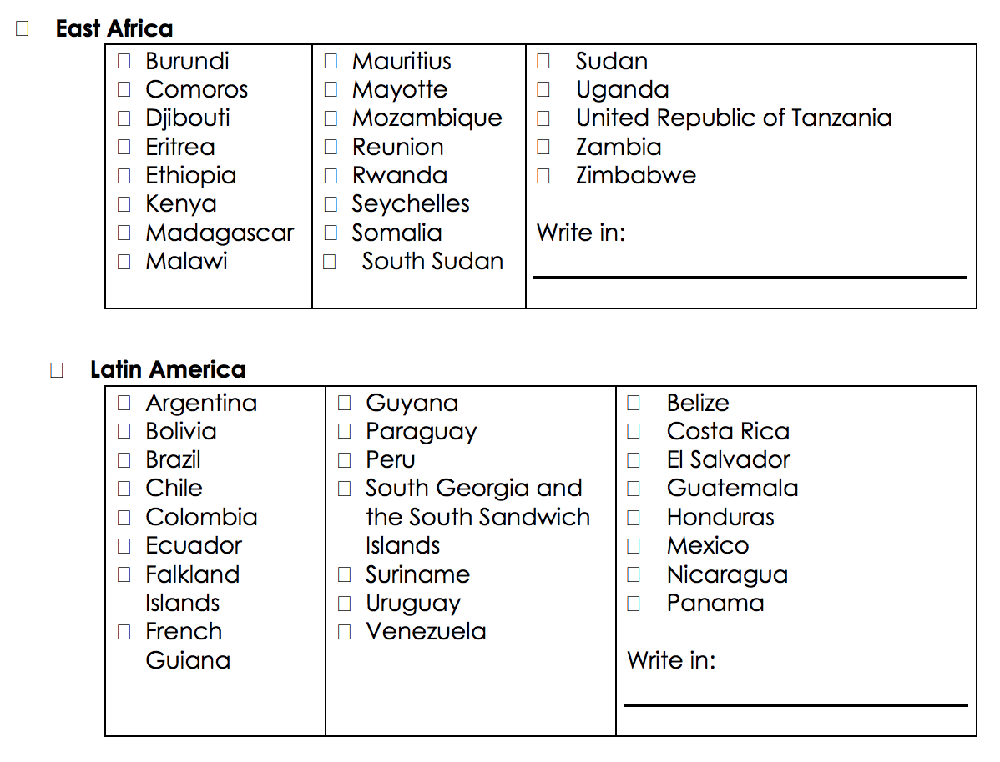 East Africa
Burundi
Comoros
Djibouti
Eritrea
Ethiopia
Kenya
Madagascar
Malawi
Mauritius
Mayotte
Mozambique
Reunion
Rwanda
Seychelles
Somalia
South Sudan
Sudan
Uganda
United Republic of Tanzania
Zambia
Zimbabwe
Write in:
Latin America
Argentina
Bolivia
Brazil
Chile
Colombia
Ecuador
Falkland
Islands
French
Guiana
Guyana
Paraguay
Peru
South Georgia and
the South Sandwich
Islands
Suriname
Uruguay
Venezuela
Belize
Costa Rica
El Salvador
Guatemala
Honduras
Mexico
Nicaragua
Panama
Write in: